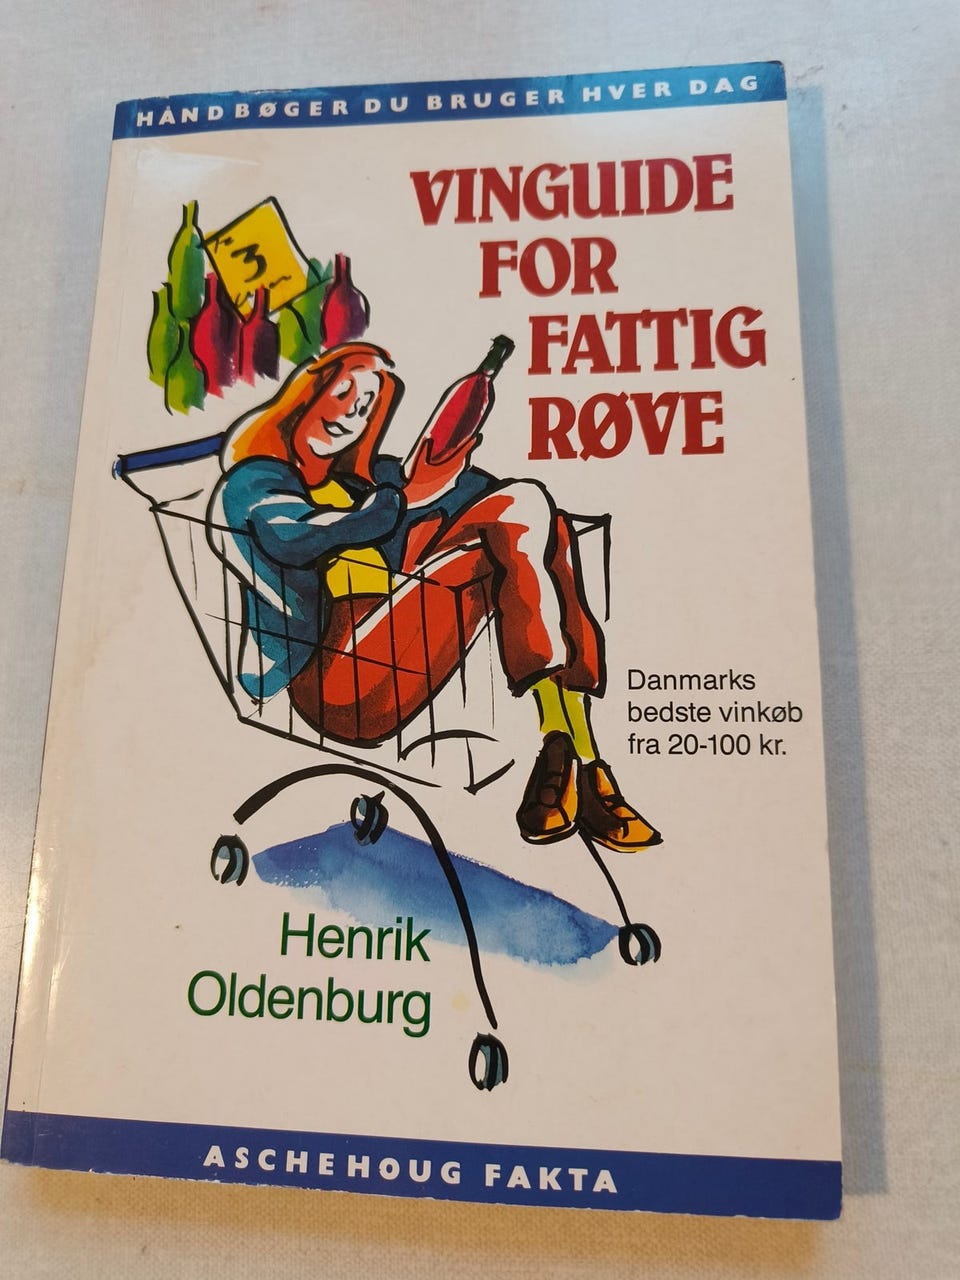 HÅNDBØGER DU BRUGER HVER DAG
VINGUIDE
FOR
FATTIG
RØVE
3
Danmarks
bedste vinkøb
fra 20-100 kr.
Henrik
Oldenburg
ASCHEHOUG FAKTA